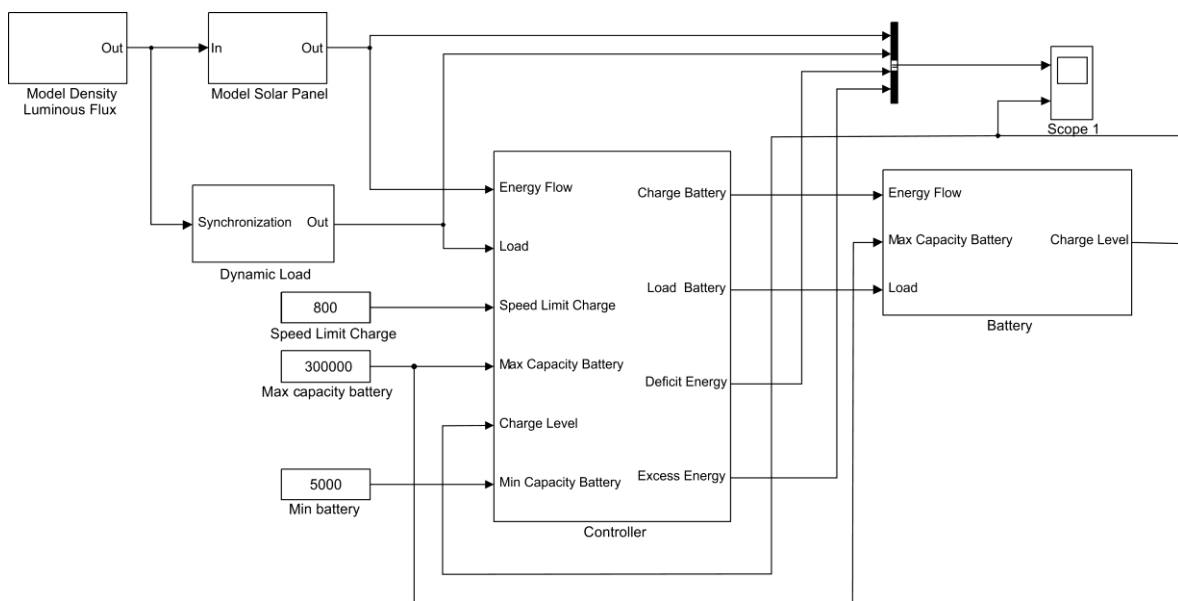 Out
Model Density
Luminous Flux
In
Out
Model Solar Panel
Scope 1
Synchronization
Out
Dynamic Load
800
Speed Limit Charge
300000
Max capacity battery
5000
Min battery
Energy Flow
Load
Speed Limit Charge
Max Capacity Battery
Charge Level
Min Capacity Battery
Charge Battery
Load Battery
Deficit Energy
Excess Energy
Controller
Energy Flow
Max Capacity Battery
Load
Charge Level
Battery